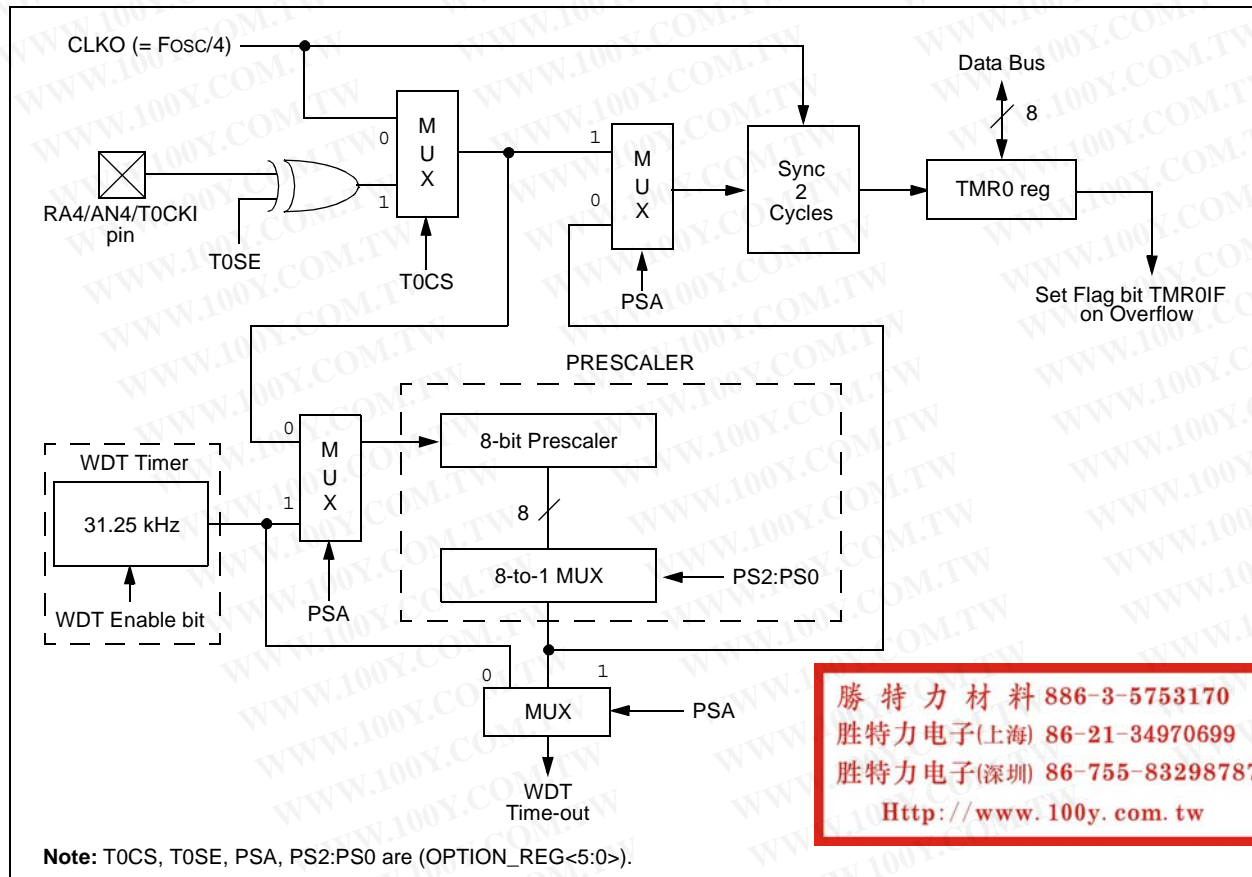 CLKO (= FOSC/4)
Data Bus
8
M
U
X
0
1
RA4/AN4/T0CKI
pin
T0SE
T0CS
1
0
M
U
X
PSA
Sync
2
Cycles
TMR0 reg
Set Flag bit TMR0IF
on Overflow
PRESCALER
0
1
M
U
X
8-bit Prescaler
WDT Timer
31.25 kHz
8
8-to-1 MUX
PS2:PS0
WDT Enable bit
PSA
0
1
MUX
PSA
WDT
Time-out
勝 特 力 材 料 886-3-5753170
胜特力电子(上海) 86-21-34970699
胜特力电子(深圳) 86-755-83298787
Http://www. 100y. com. tw
Note: T0CS, T0SE, PSA, PS2:PS0 are (OPTION_REG<5:0>).
WWW.100Y.COM.TW